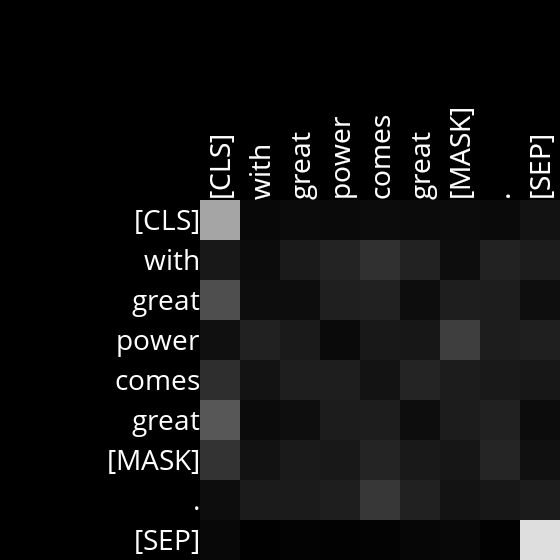 [CLS] with great power comes great [MASK] . [SEP]
[CLS]
with
great
power
comes
great
[MASK]
.
[SEP]